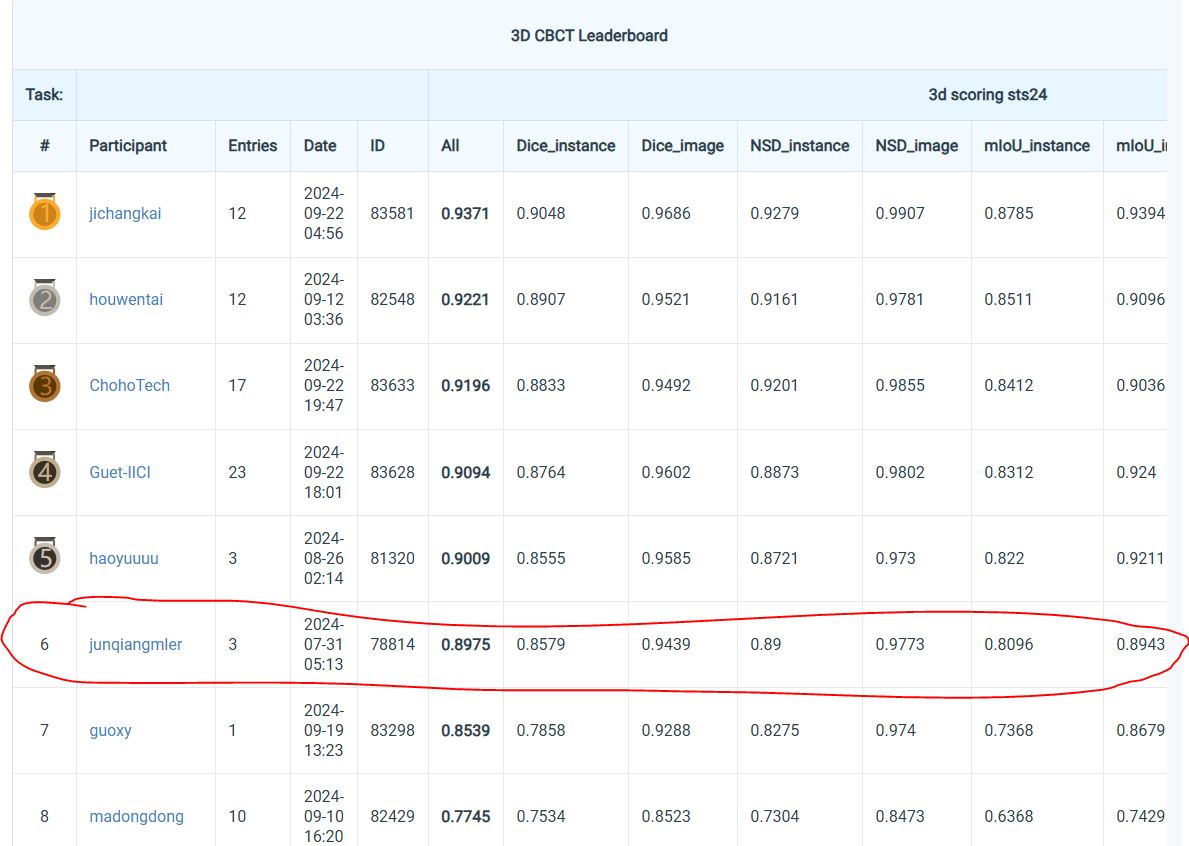 3D CBCT Leaderboard
Task: 3d scoring sts24
# Participant Entries Date ID All Dice_instance Dice_image NSD_instance NSD_image mIoU_instance
1 jichangkai 12 2024-09-22 04:56 83581 0.9371 0.9048 0.9686 0.9279 0.9907 0.8785 0.9394
2 houwentai 12 2024-09-12 03:36 82548 0.9221 0.8907 0.9521 0.9161 0.9781 0.8511 0.9096
3 ChohoTech 17 2024-09-22 19:47 83633 0.9196 0.8833 0.9492 0.9201 0.9855 0.8412 0.9036
4 Guet-IICI 23 2024-09-22 18:01 83628 0.9094 0.8764 0.9602 0.8873 0.9802 0.8312 0.924
5 haoyuuuu 3 2024-08-26 02:14 81320 0.9009 0.8555 0.9585 0.8721 0.973 0.822 0.9211
6 junqiangmler 3 2024-07-31 05:13 78814 0.8975 0.8579 0.9439 0.89 0.9773 0.8096 0.8943
7 guoxy 1 2024-09-19 13:23 83298 0.8539 0.7858 0.9288 0.8275 0.974 0.7368 0.8679
8 madongdong 10 2024-09-10 16:20 82429 0.7745 0.7534 0.8523 0.7304 0.8473 0.6368 0.7429